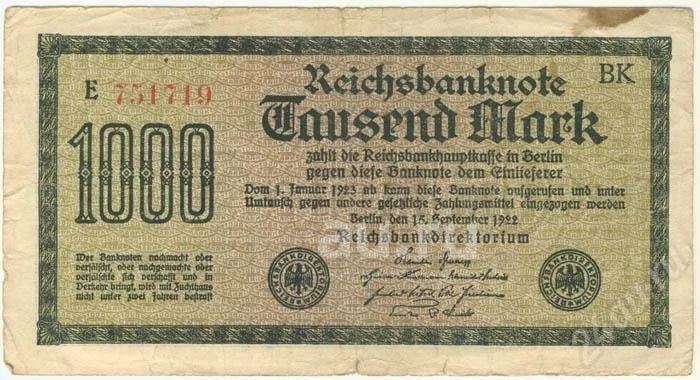 Reichsbanknote
BK
E 751719
Tausend Mark
1000
zahlt die Reichsbankhauptkasse in Berlin
gegen diese Banknote dem Einlieferer
Vom 1. Januar 1923 ab kann diese Banknote aufgerufen und unter
Umtausch gegen andere gesetzliche Zahlungsmittel eingezogen werden
Berlin, den 15. September 1922
Reichsbankdirektorium
Wer Banknoten nachmacht oder
verfälscht, oder nachgemachte oder
verfälschte sich verschafft und in
Verkehr bringt, wird mit Zuchthaus
nicht unter zwei Jahren bestraft
REICHSBANKDIREKTORIUM
REICHSBANKDIREKTORIUM